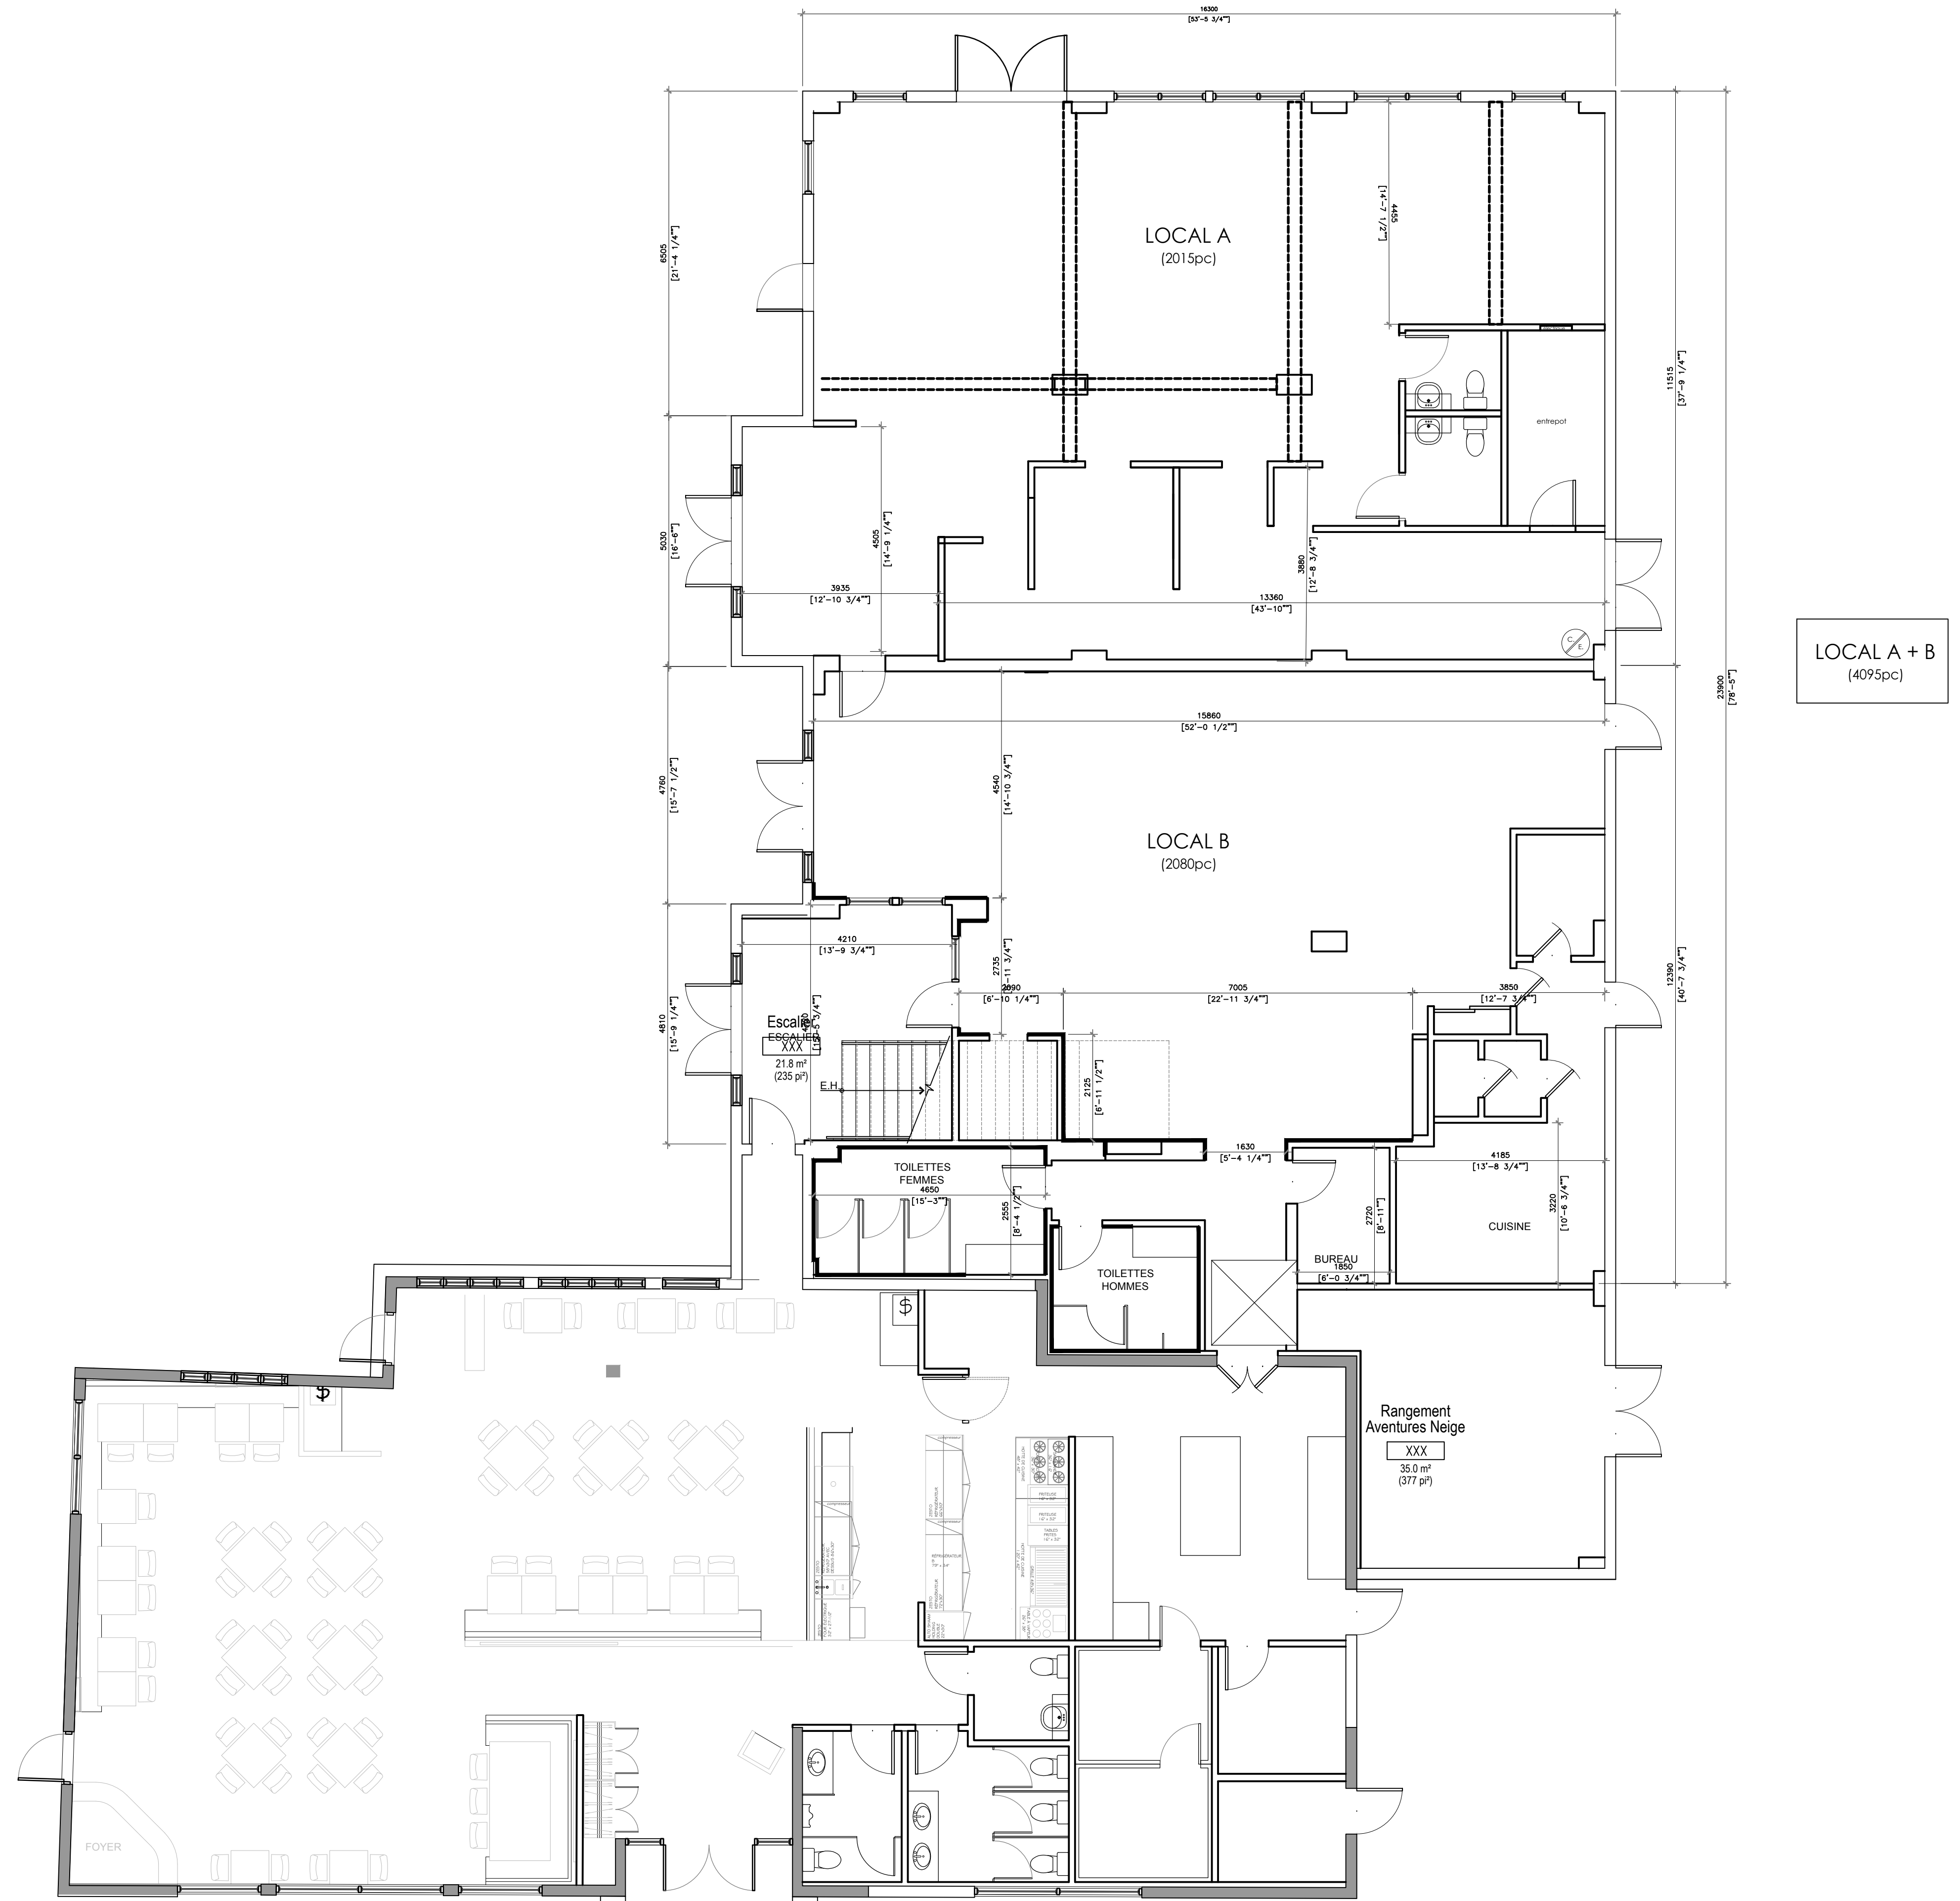 16300
[53'-5 3/4""]
LOCAL A
(2015pc)
4455
[14'-7 1/2""]
6505
[21'-4 1/4""]
11515
[37'-9 1/4""]
entrepot
5030
[16'-6""]
4505
[14'-9 1/4""]
3880
[12'-8 3/4""]
3935
[12'-10 3/4""]
13360
[43'-10""]
C.
E.
LOCAL A + B
(4095pc)
23900
[78'-5""]
15860
[52'-0 1/2""]
4760
[15'-7 1/2""]
4540
[14'-10 3/4""]
LOCAL B
(2080pc)
4210
[13'-9 3/4""]
2735
12390
[40'-7 3/4""]
2090
[6'-10 1/4""]
7005
[22'-11 3/4""]
3850
[12'-7 3/4""]
4810
[15'-9 1/4""]
Escalier
ESCALIER
XXX
[15'-5 3/4""]
21.8 m²
(235 pi²)
E.H.
2125
[6'-11 1/2""]
1630
[5'-4 1/4""]
4185
[13'-8 3/4""]
TOILETTES
FEMMES
4650
[15'-3""]
2555
[8'-4 1/2""]
2720
[8'-11""]
3220
[10'-6 3/4""]
CUISINE
BUREAU
1850
[6'-0 3/4""]
TOILETTES
HOMMES
$
$
Rangement
Aventures Neige
XXX
35.0 m²
(377 pi²)
FRITEUSE
FRITEUSE
TABLES
FRITES
RÉFRIGÉRATEUR
FOYER